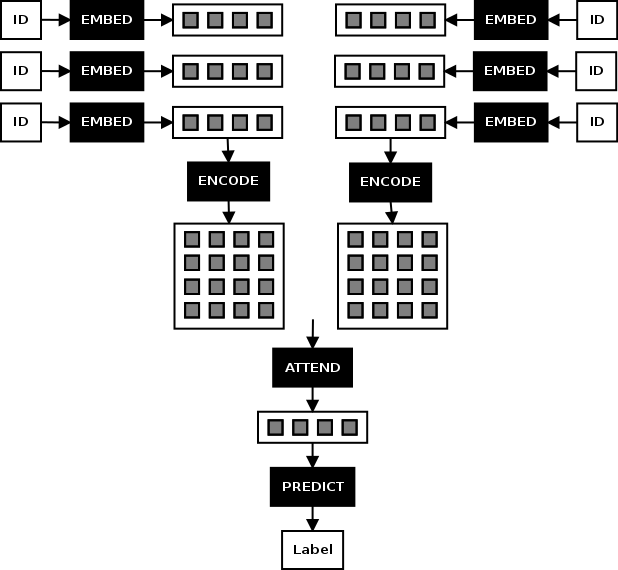 ID EMBED EMBED ID
ID EMBED EMBED ID
ID EMBED EMBED ID
ENCODE ENCODE
ATTEND
PREDICT
Label